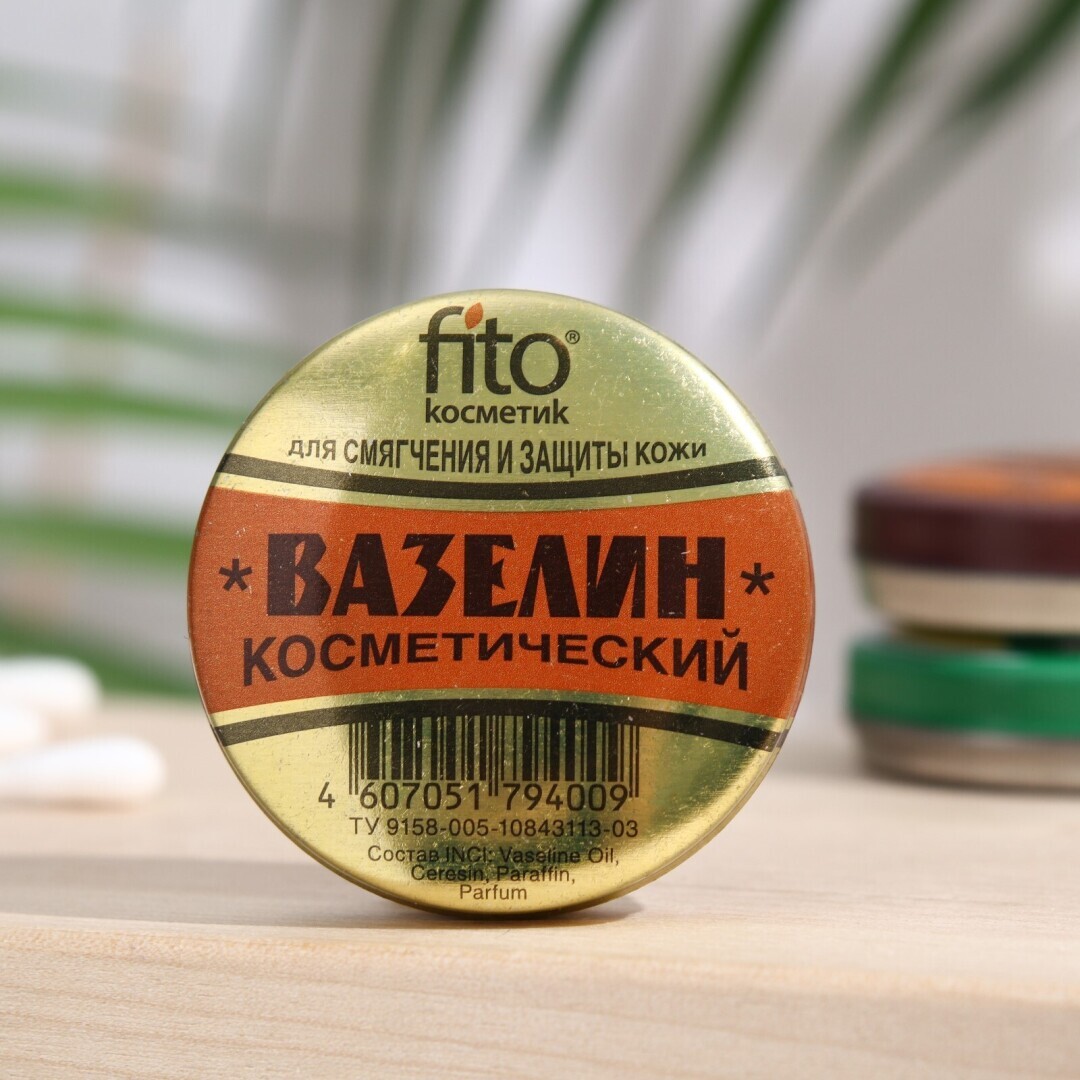 fito®
косметик
для СМЯГЧЕНИЯ И ЗАЩИТЫ кожи
*ВАЗЕЛИН*
КОСМЕТИЧЕСКИЙ
4 607051 794009
ТУ 9158-005-10843113-03
Состав INCI: Vaseline Oil,
Ceresin, Paraffin,
Parfum